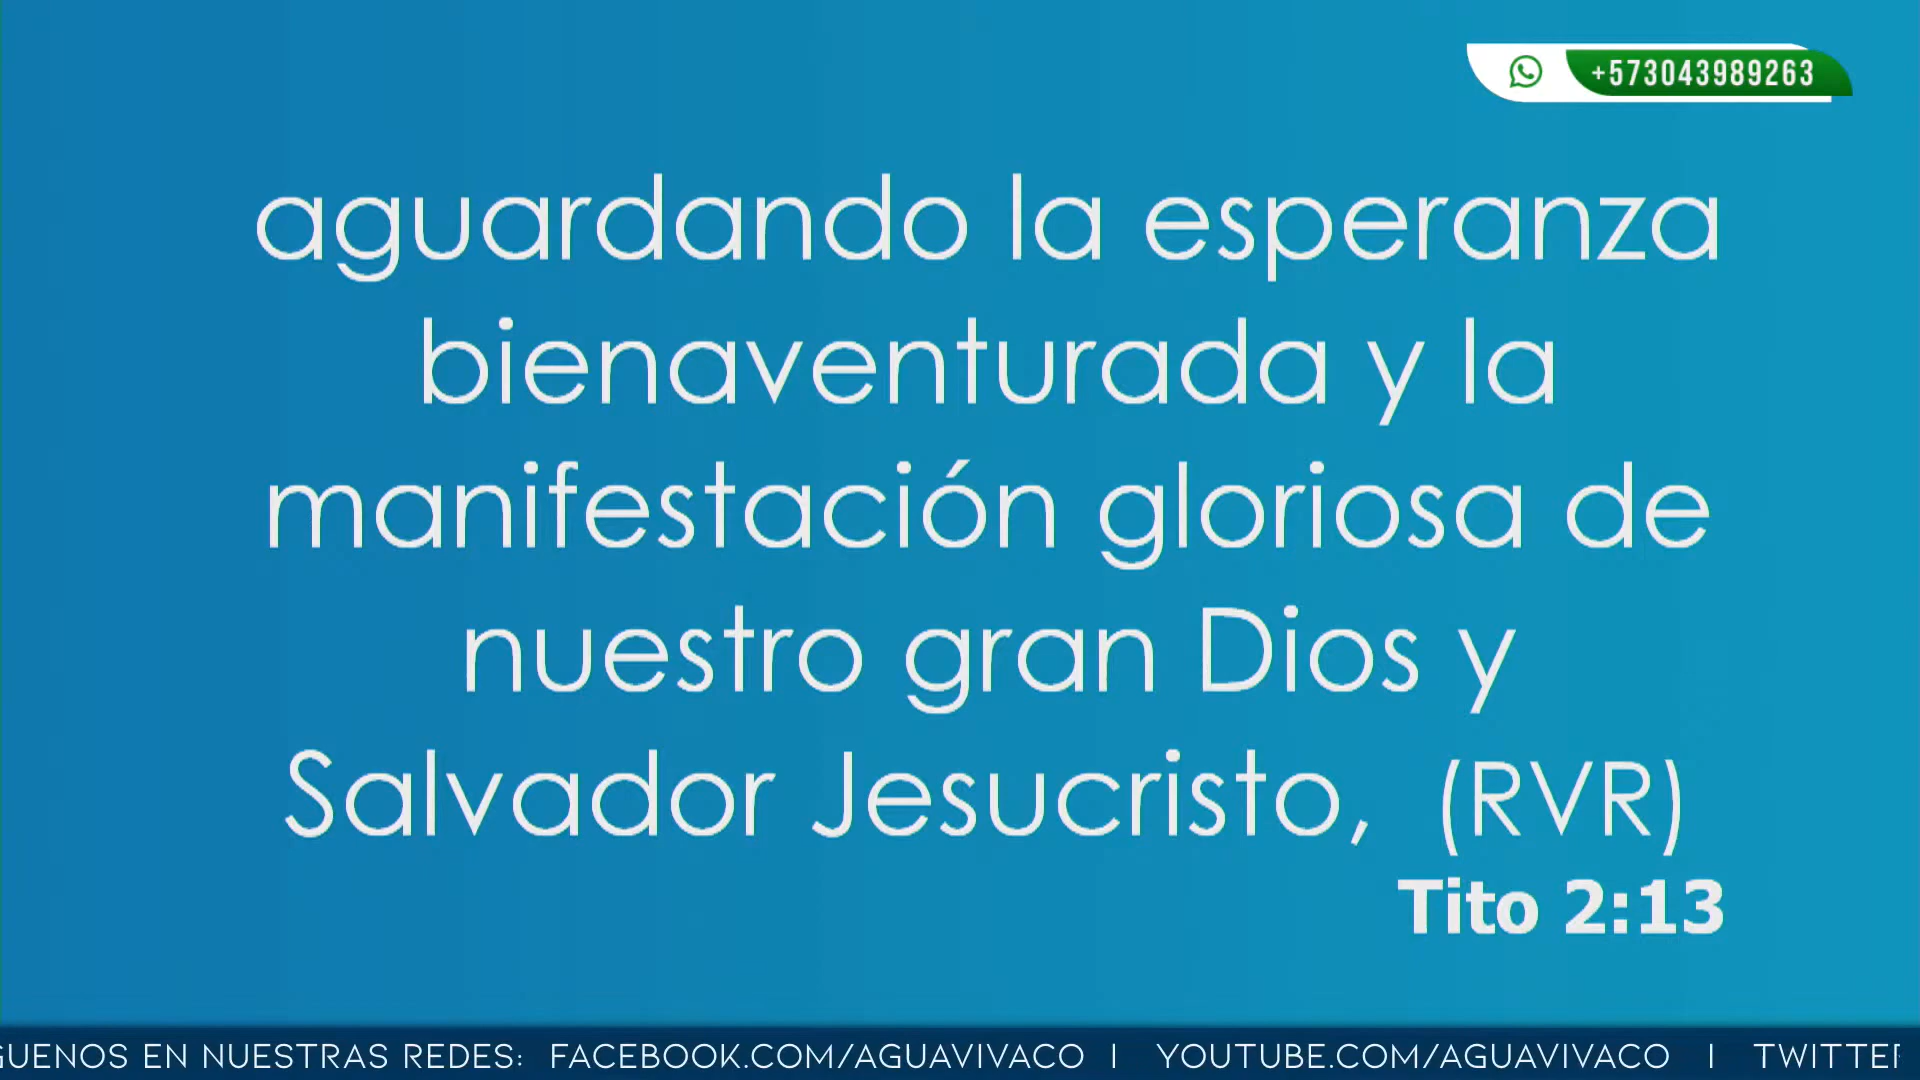 +573043989263
aguardando la esperanza
bienaventurada y la
manifestación gloriosa de
nuestro gran Dios y
Salvador Jesucristo, (RVR)
Tito 2:13
EN NUESTRAS REDES: FACEBOOK.COM/AGUAVIVACO | YOUTUBE.COM/AGUAVIVACO |